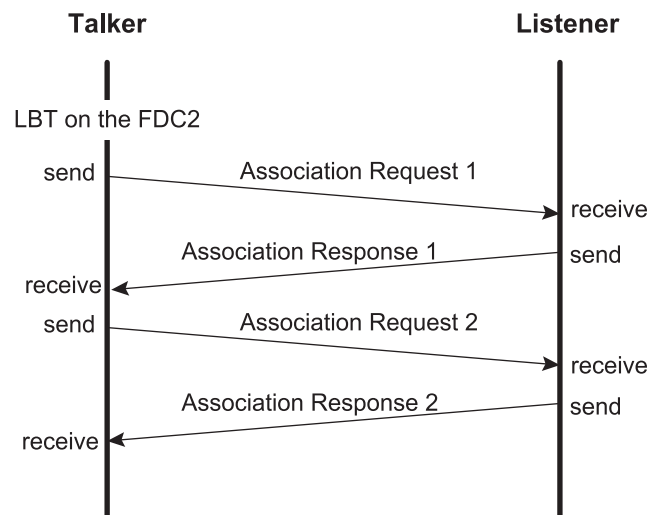 Talker
Listener
LBT on the FDC2
send
Association Request 1
receive
Association Response 1
send
receive
send
Association Request 2
receive
Association Response 2
send
receive